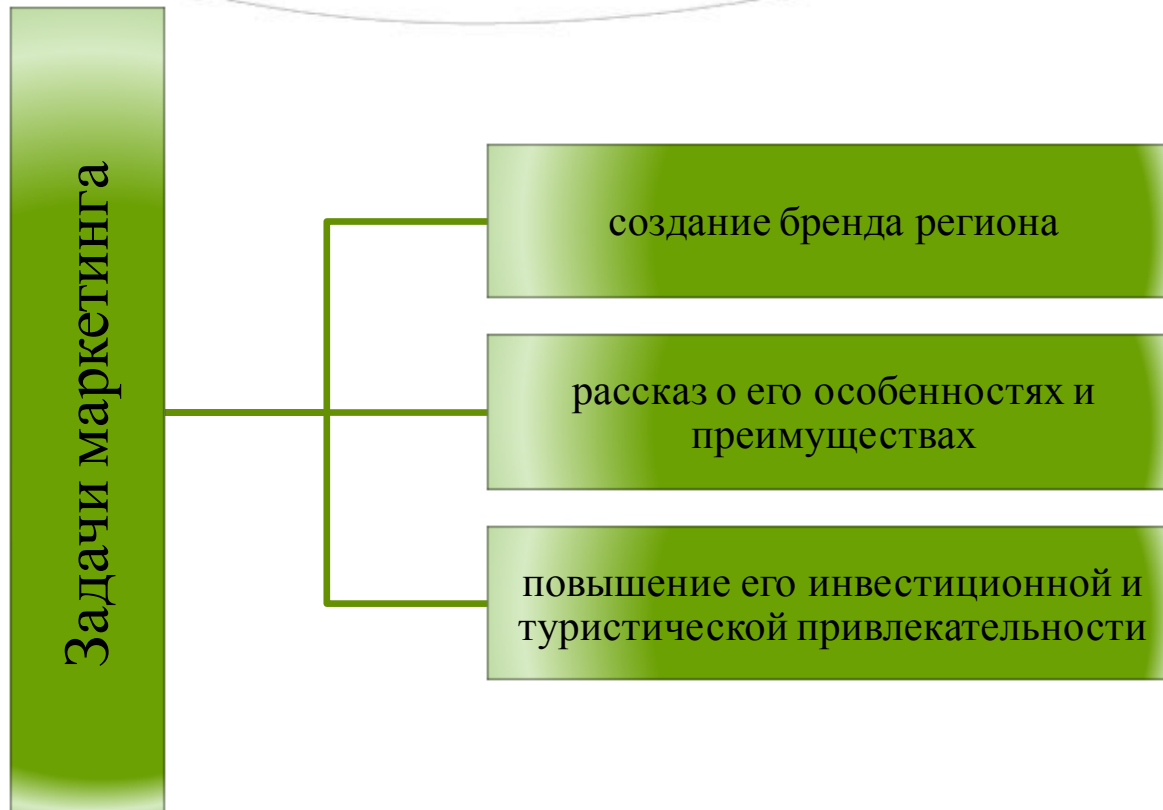 Задачи маркетинга
создание бренда региона
рассказ о его особенностях и
преимуществах
повышение его инвестиционной и
туристической привлекательности